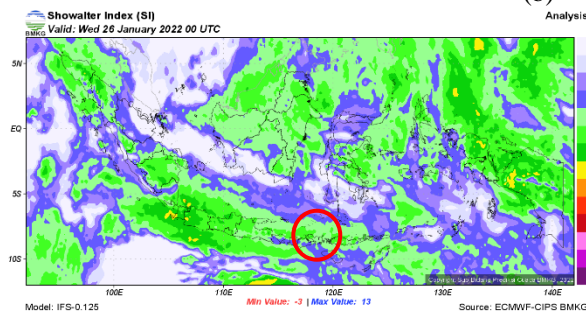 Showalter Index (SI)
Analysis
BMKG
Valid: Wed 26 January 2022 00 UTC
5N
EQ
5S
10S
100E
110E
120E
130E
140E
Model: IFS-0.125
Min Value: -3 | Max Value: 13
Source: ECMWF-CIPS BMKG